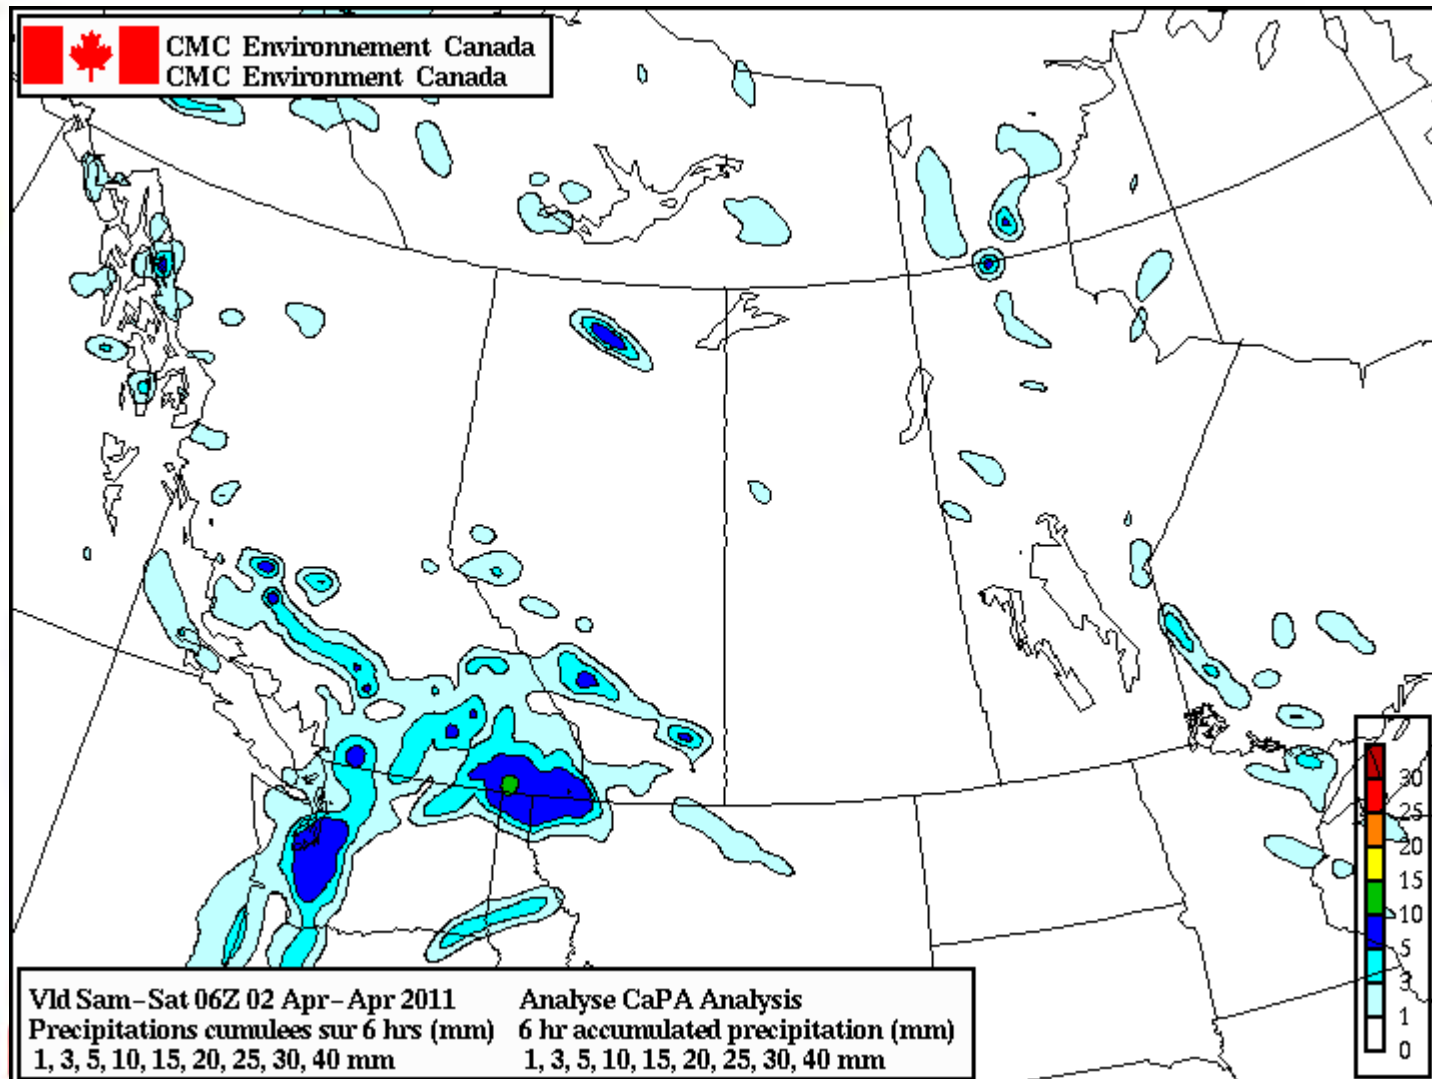 CMC Environnement Canada
CMC Environment Canada
30
25
20
15
10
5
3
1
0
Vld Sam-Sat 06Z 02 Apr-Apr 2011
Precipitations cumulees sur 6 hrs (mm)
1, 3, 5, 10, 15, 20, 25, 30, 40 mm
Analyse CaPA Analysis
6 hr accumulated precipitation (mm)
1, 3, 5, 10, 15, 20, 25, 30, 40 mm